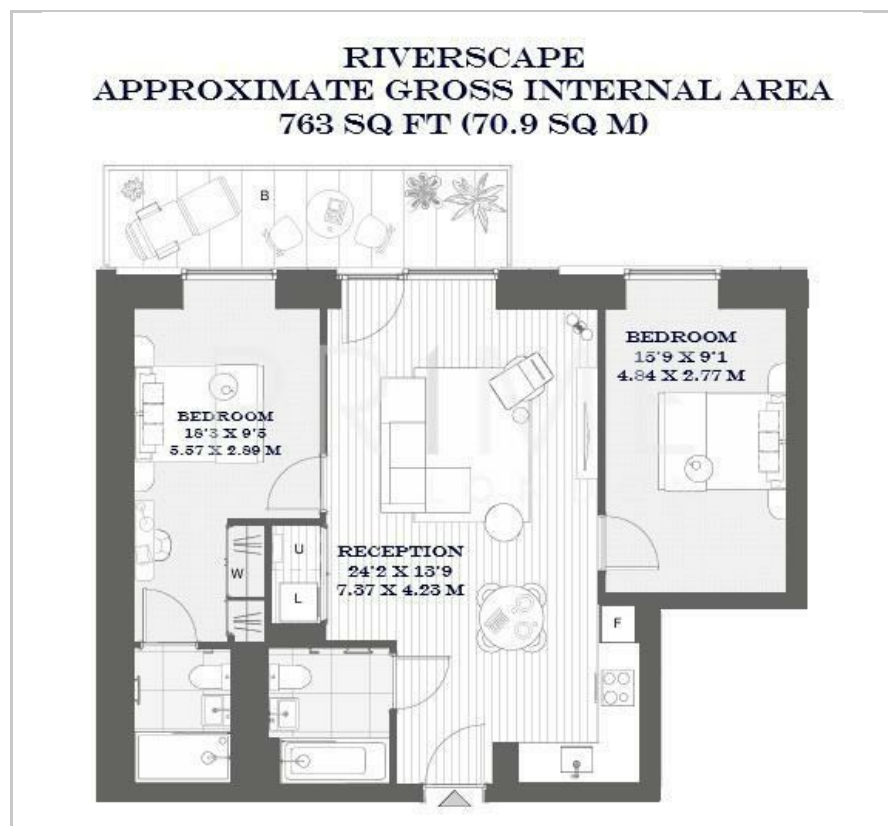 RIVERSCAPE
APPROXIMATE GROSS INTERNAL AREA
763 SQ FT (70.9 SQ M)
B
BEDROOM
15'9 X 9'1
4.84 X 2.77 M
BEDROOM
18'3 X 9'5
5.57 X 2.89 M
RECEPTION
24'2 X 13'9
7.37 X 4.23 M
U
W
L
F